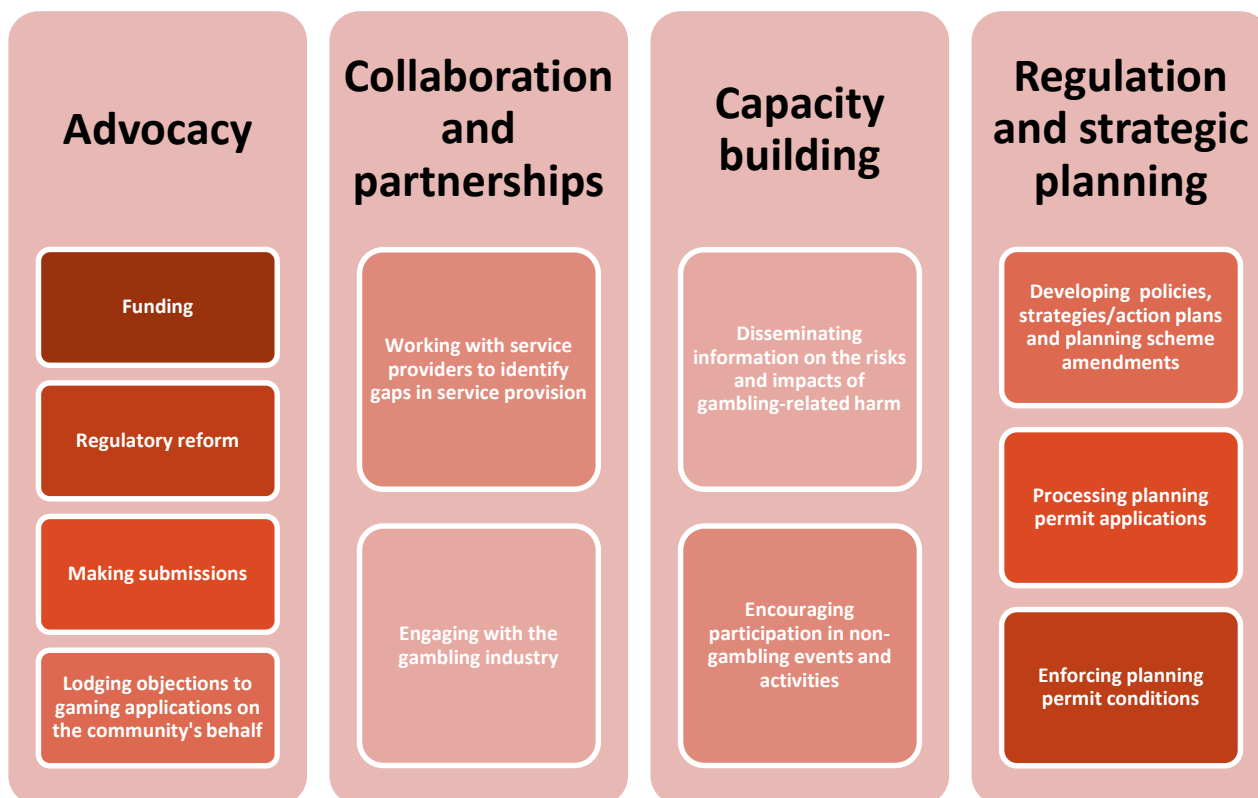 Advocacy
Funding
Regulatory reform
Making submissions
Lodging objections to
gaming applications on
the community's behalf
Collaboration
and
partnerships
Working with service
providers to identify
gaps in service provision
Engaging with the
gambling industry
Capacity
building
Disseminating
information on the risks
and impacts of
gambling-related harm
Encouraging
participation in non-
gambling events and
activities
Regulation
and strategic
planning
Developing policies,
strategies/action plans
and planning scheme
amendments
Processing planning
permit applications
Enforcing planning
permit conditions